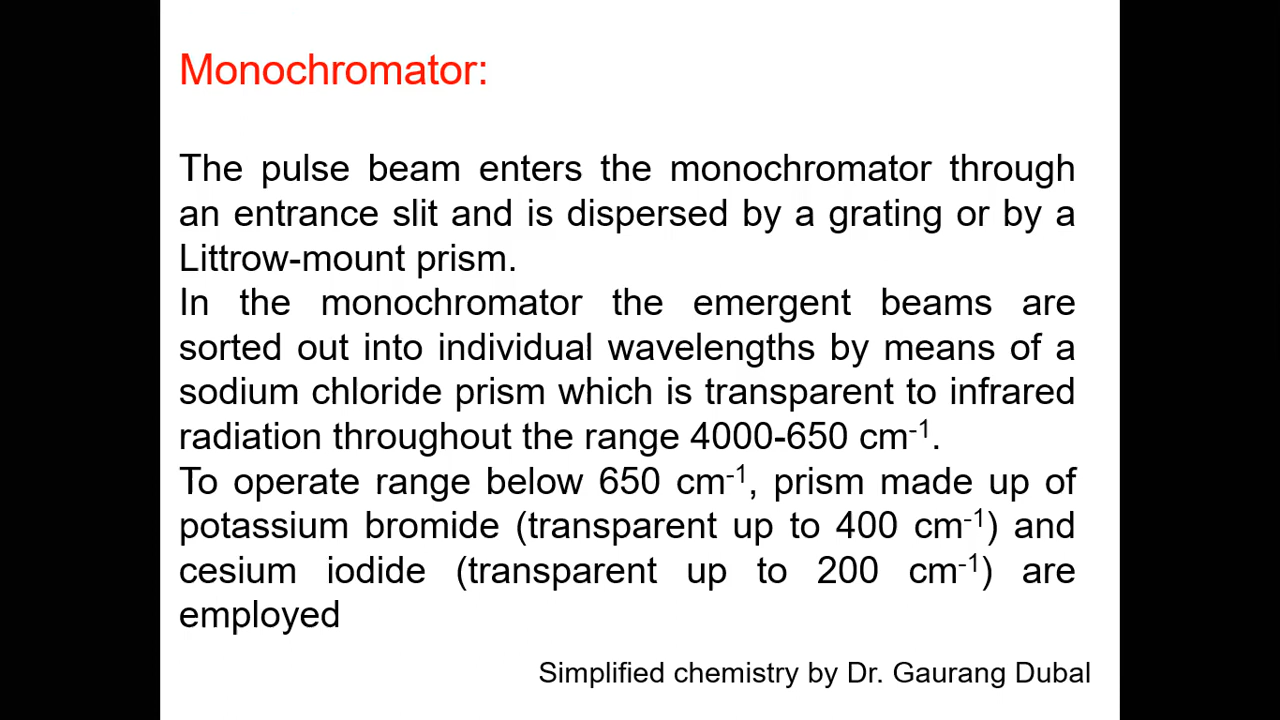 Monochromator:
The pulse beam enters the monochromator through
an entrance slit and is dispersed by a grating or by a
Littrow-mount prism.
In the monochromator the emergent beams are
sorted out into individual wavelengths by means of a
sodium chloride prism which is transparent to infrared
radiation throughout the range 4000-650 cm⁻¹.
To operate range below 650 cm⁻¹, prism made up of
potassium bromide (transparent up to 400 cm⁻¹) and
cesium iodide (transparent up to 200 cm⁻¹) are
employed
Simplified chemistry by Dr. Gaurang Dubal